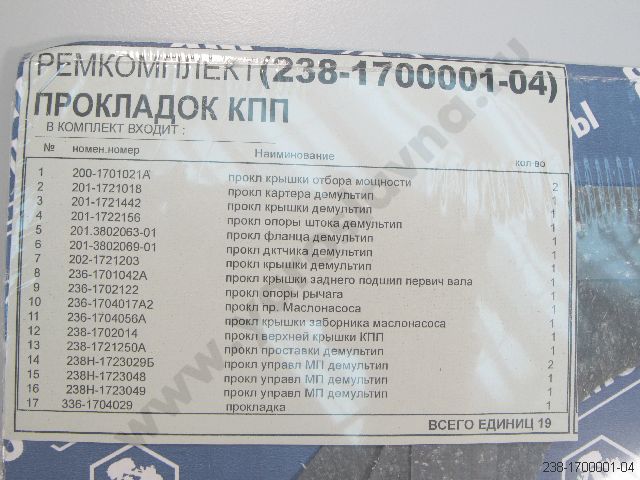 РЕМКОМПЛЕКТ(238-1700001-04)
ПРОКЛАДОК КПП
В КОМПЛЕКТ ВХОДИТ :
№ номен.номер Наименование кол-во
1 200-1701021А прокл крышки отбора мощности 2
2 201-1721018 прокл картера демультип 1
3 201-1721442 прокл крышки демультип 1
4 201-1722156 прокл опоры штока демультип 1
5 201.3802063-01 прокл фланца демультип 1
6 201-3802069-01 прокл дктчика демультип 1
7 202-1721203 прокл крышки демультип 1
8 236-1701042А прокл крышки заднего подшип первич вала 1
9 236-1702122 прокл опоры рычага 1
10 236-1704017А2 прокл пр. Маслонасоса 1
11 236-1704056А прокл крышки заборника маслонасоса 1
12 238-1702014 прокл верхней крышки КПП 1
13 238-1721250А прокл проставки демультип 1
14 238Н-1723029Б прокл управл МП демультип 2
15 238Н-1723048 прокл управл МП демультип 1
16 238Н-1723049 прокл управл МП демультип 1
17 336-1704029 прокладка 1
ВСЕГО ЕДИНИЦ 19
238-1700001-04